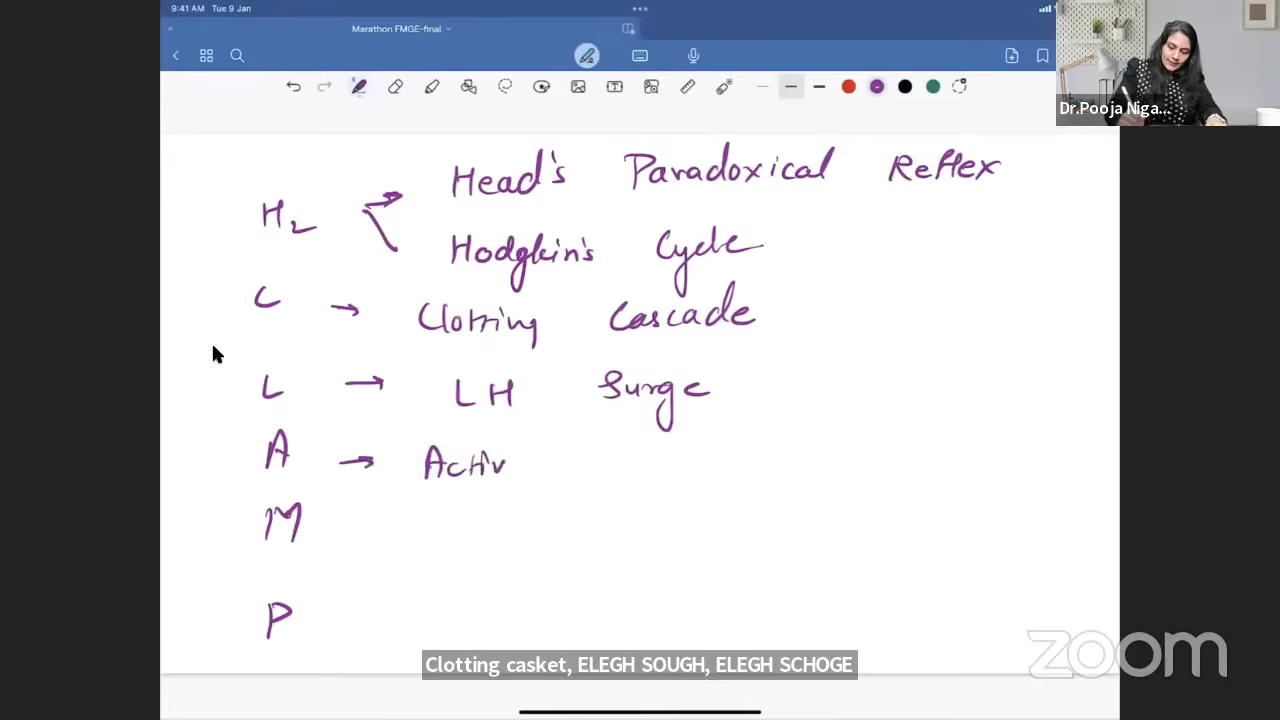 9:41 AM Tue 9 Jan
Marathon FMGE-final
Dr.Pooja Niga...
H2 → Head's Paradoxical Reflex
Hodgkin's Cycle
C → Clotting Cascade
L → LH Surge
A → Activ
M
P
Clotting casket, ELEGH SOUGH, ELEGH SCHOGE
zoom